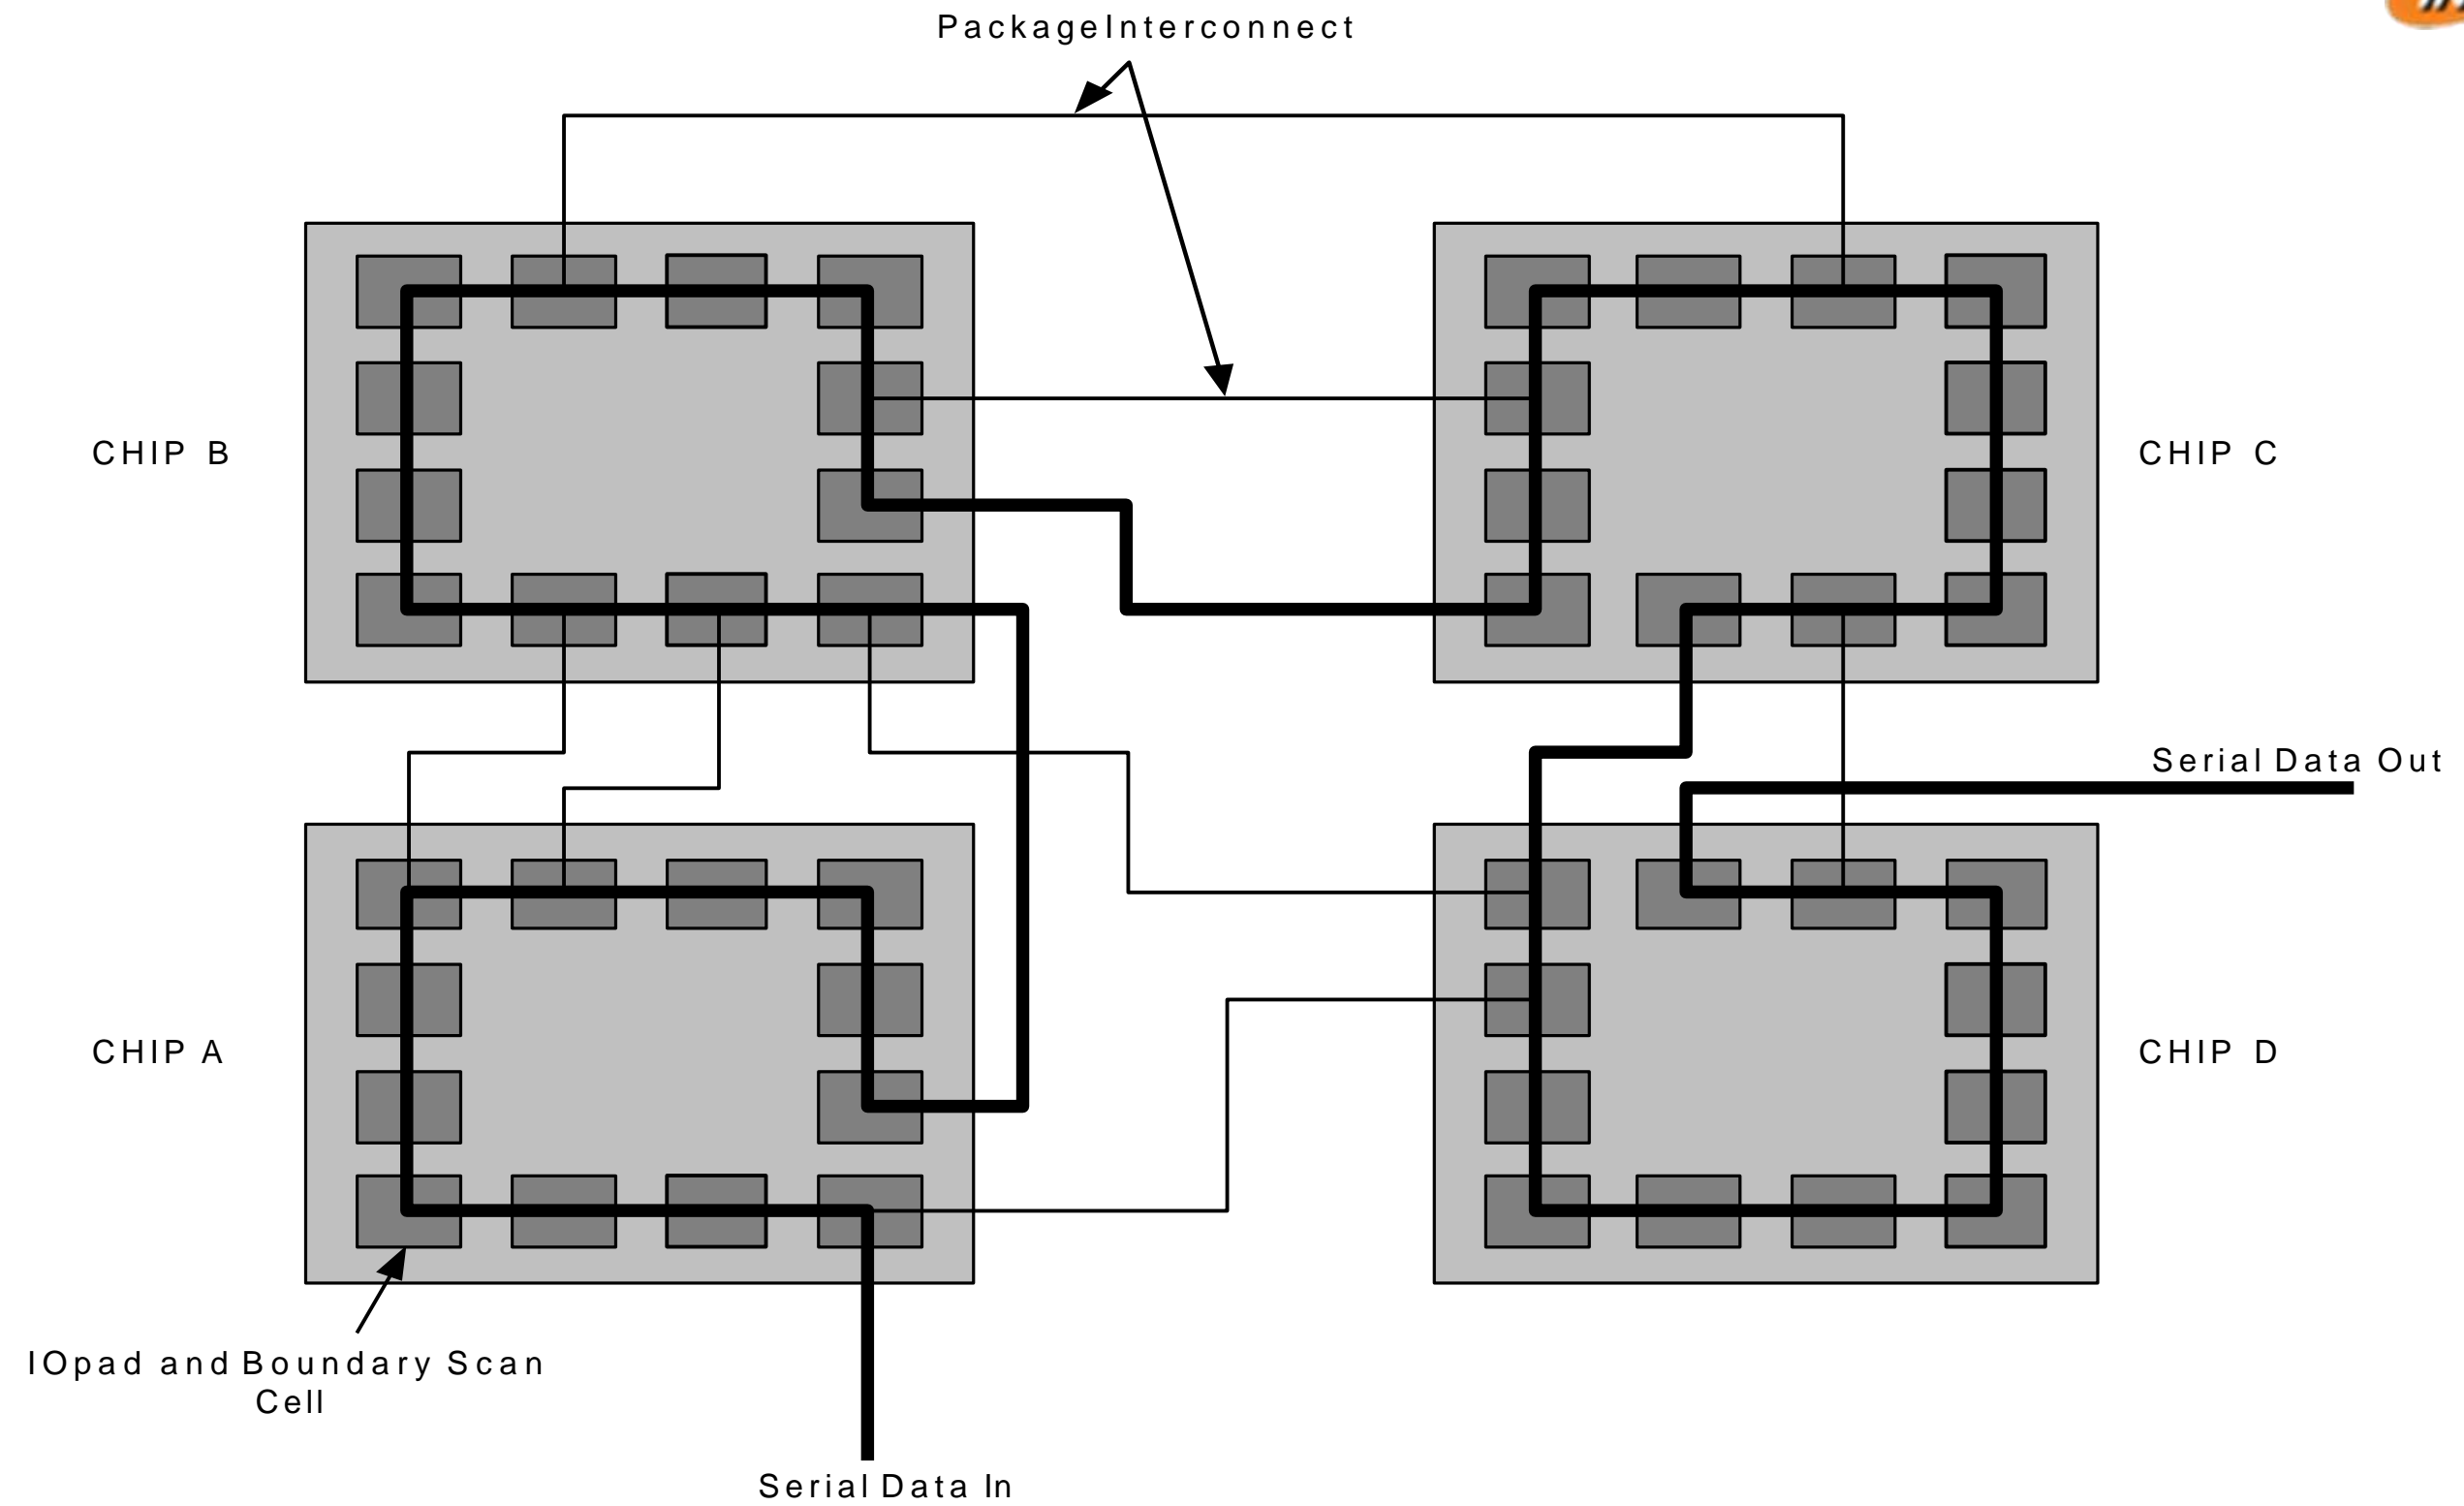 PackageInterconnect
CHIP B
CHIP C
Serial Data Out
CHIP A
CHIP D
IOpad and Boundary Scan
Cell
Serial Data In